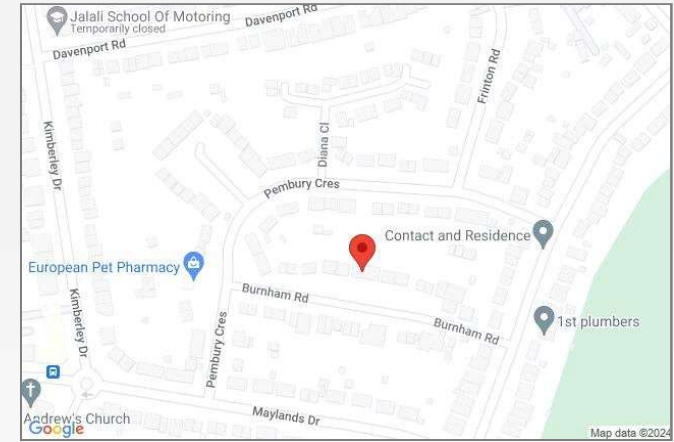 Jalali School Of Motoring
Temporarily closed
Davenport Rd
Davenport Rd
Frinton Rd
Kimberley Dr
Diana Cl
Pembury Cres
Contact and Residence
European Pet Pharmacy
Burnham Rd
Kimberley Dr
Burnham Rd
1st plumbers
Pembury Cres
Andrew's Church
Maylands Dr
Google
Map data ©2024